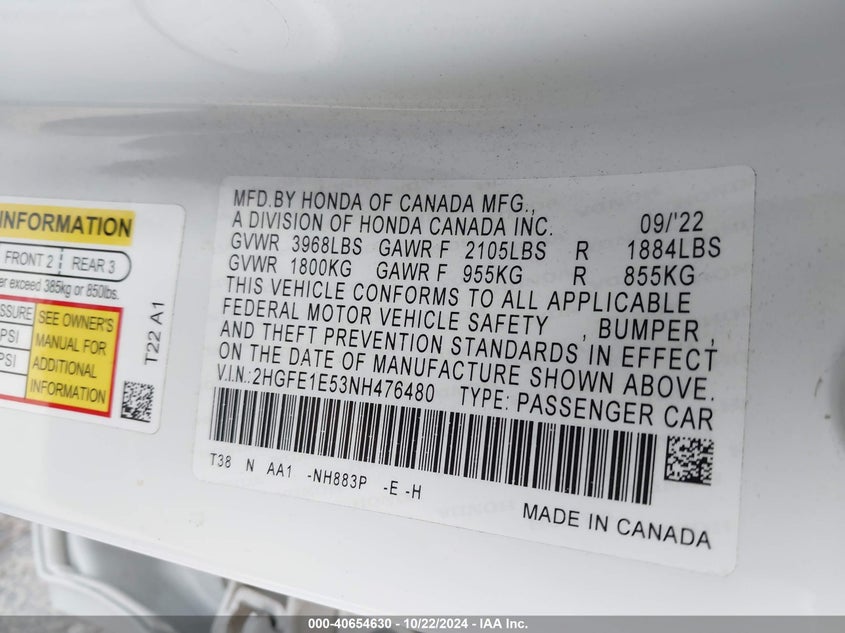 INFORMATION
FRONT 2 REAR 3
er exceed 385kg or 850lbs.
SSURE
PSI
PSI
SEE OWNER'S
MANUAL FOR
ADDITIONAL
INFORMATION
T22 A1
MFD.BY HONDA OF CANADA MFG.,
A DIVISION OF HONDA CANADA INC. 09/'22
GVWR 3968LBS GAWR F 2105LBS R 1884LBS
GVWR 1800KG GAWR F 955KG R 855KG
THIS VEHICLE CONFORMS TO ALL APPLICABLE
FEDERAL MOTOR VEHICLE SAFETY , BUMPER ,
AND THEFT PREVENTION STANDARDS IN EFFECT
ON THE DATE OF MANUFACTURE SHOWN ABOVE.
V.I.N.:2HGFE1E53NH476480 TYPE: PASSENGER CAR
T38 N AA1 -NH883P -E -H
MADE IN CANADA
000-40654630 - 10/22/2024 - IAA Inc.